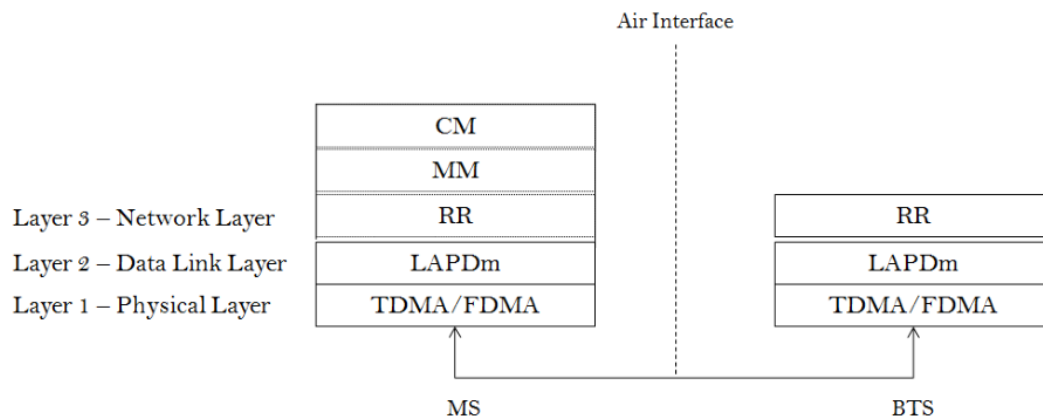 Air Interface
CM
MM
Layer 3 – Network Layer
RR
RR
Layer 2 – Data Link Layer
LAPDm
LAPDm
Layer 1 – Physical Layer
TDMA/FDMA
TDMA/FDMA
MS
BTS